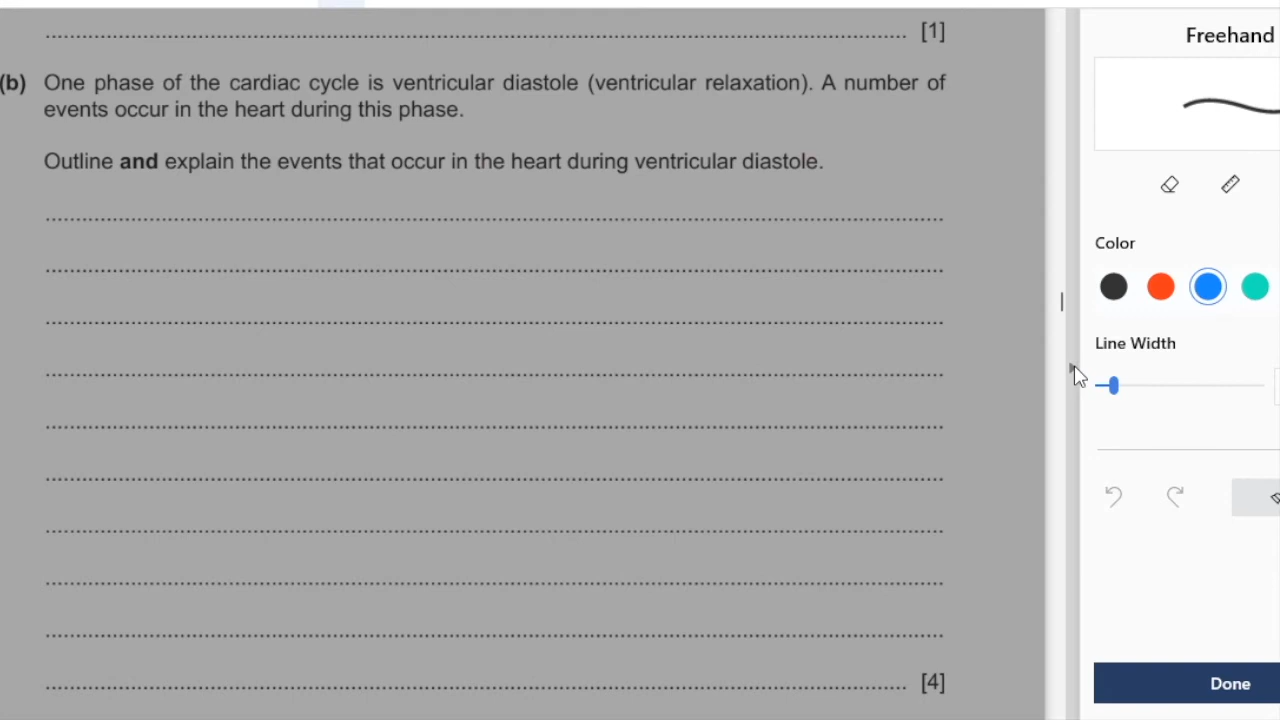 [1]
(b) One phase of the cardiac cycle is ventricular diastole (ventricular relaxation). A number of
events occur in the heart during this phase.
Outline and explain the events that occur in the heart during ventricular diastole.
[4]
Freehand
Color
Line Width
Done